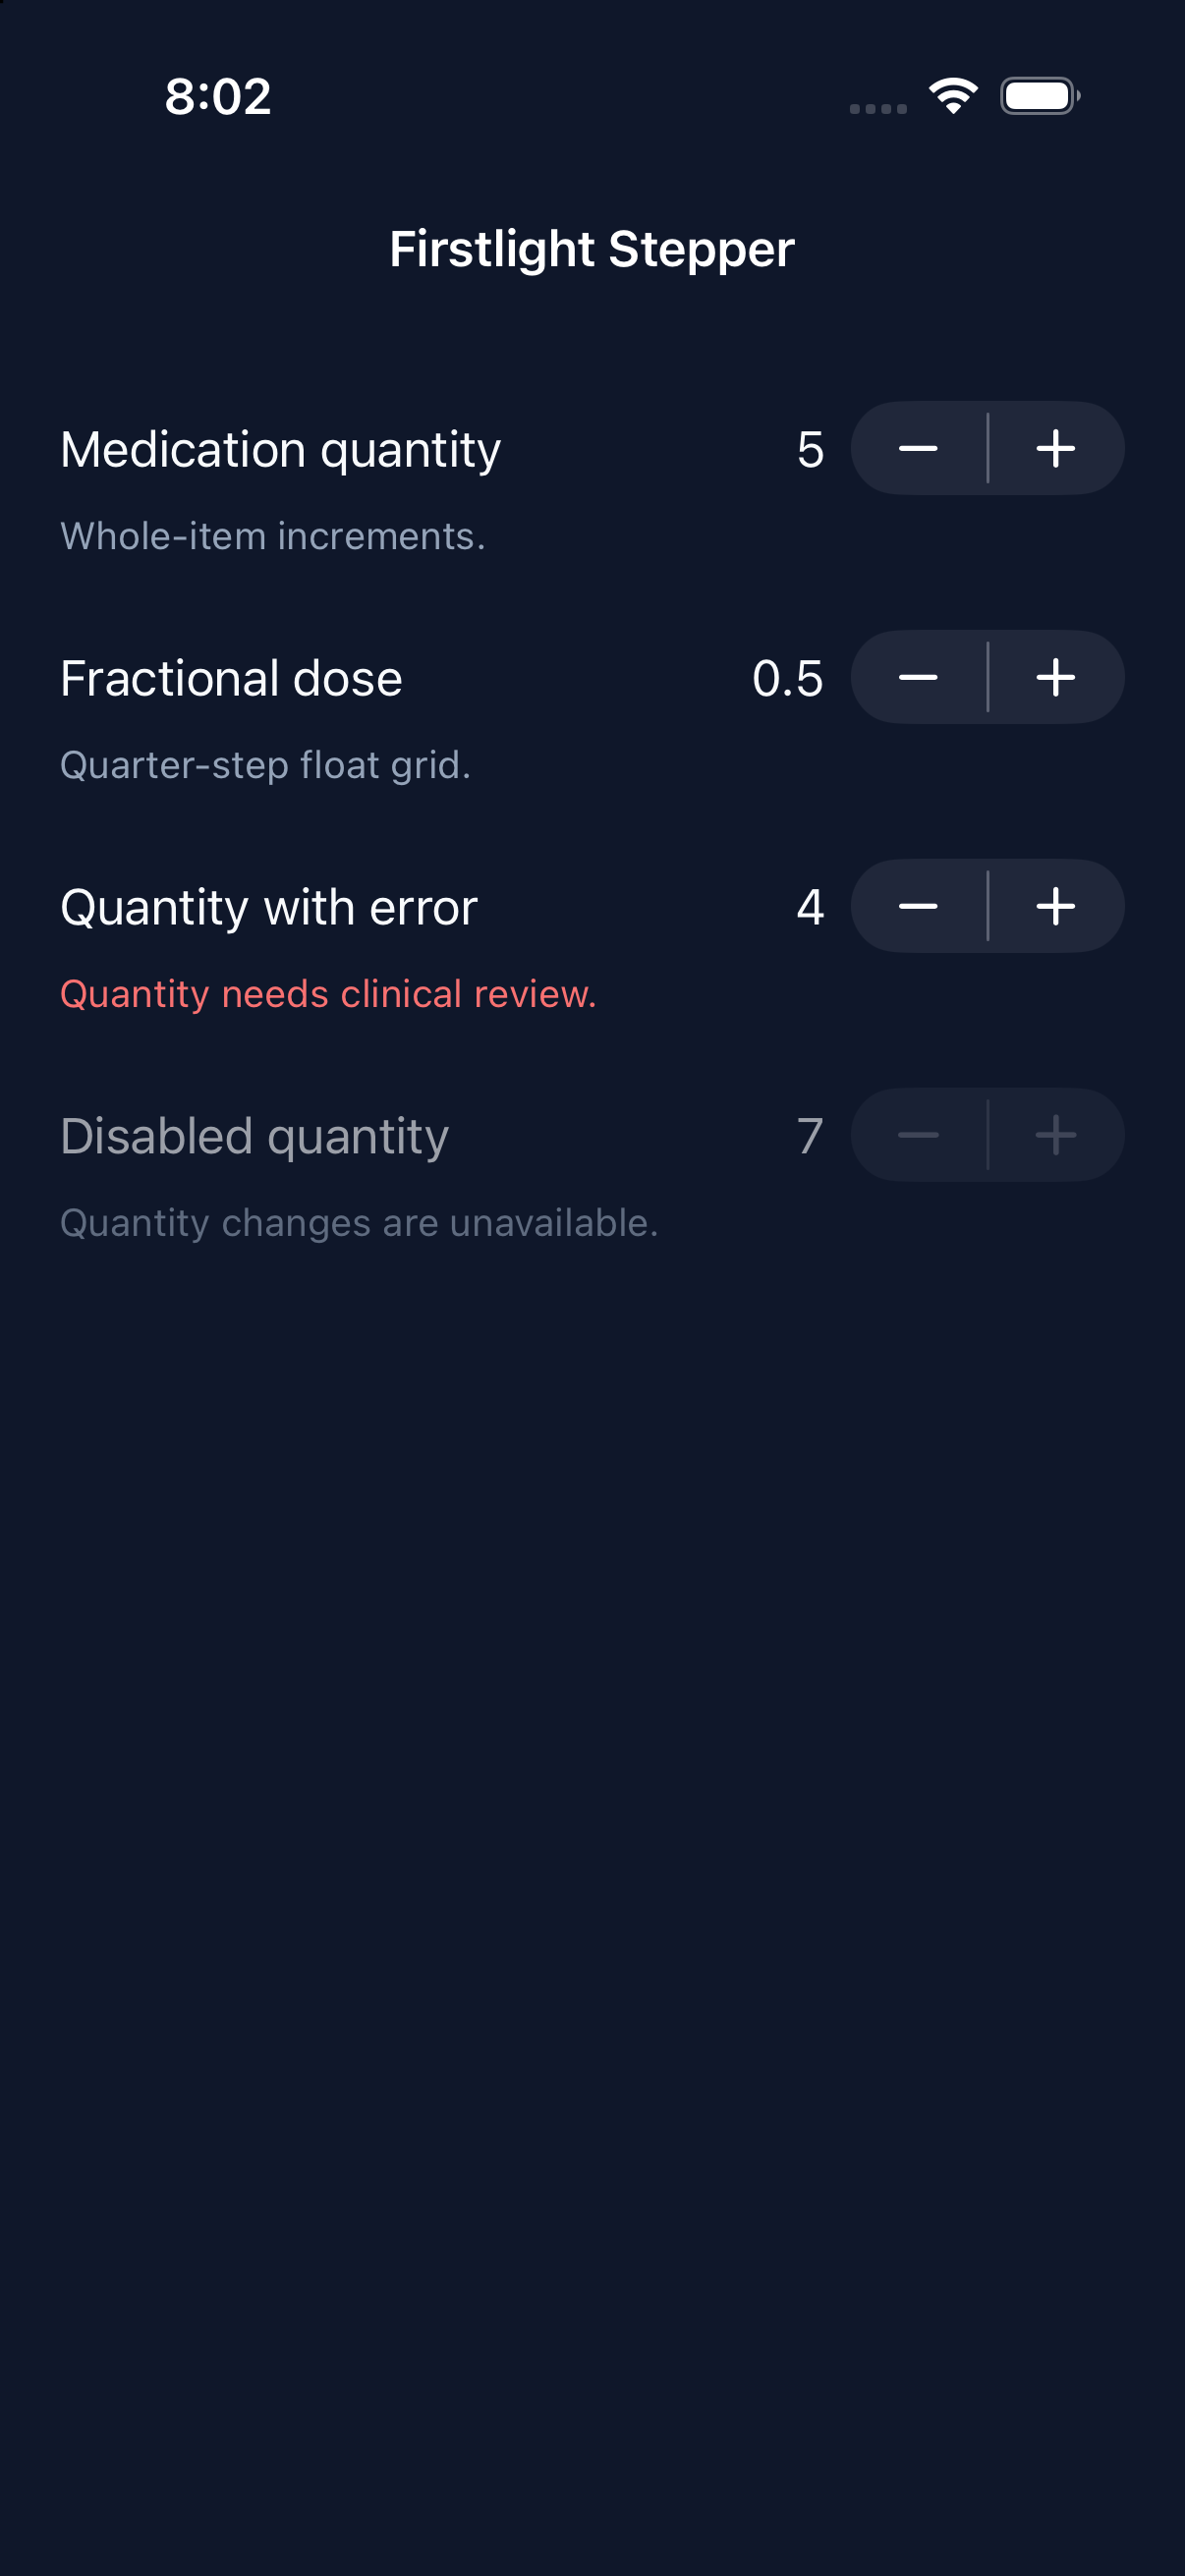 8:02
Firstlight Stepper
Medication quantity 5
Whole-item increments.
Fractional dose 0.5
Quarter-step float grid.
Quantity with error 4
Quantity needs clinical review.
Disabled quantity 7
Quantity changes are unavailable.